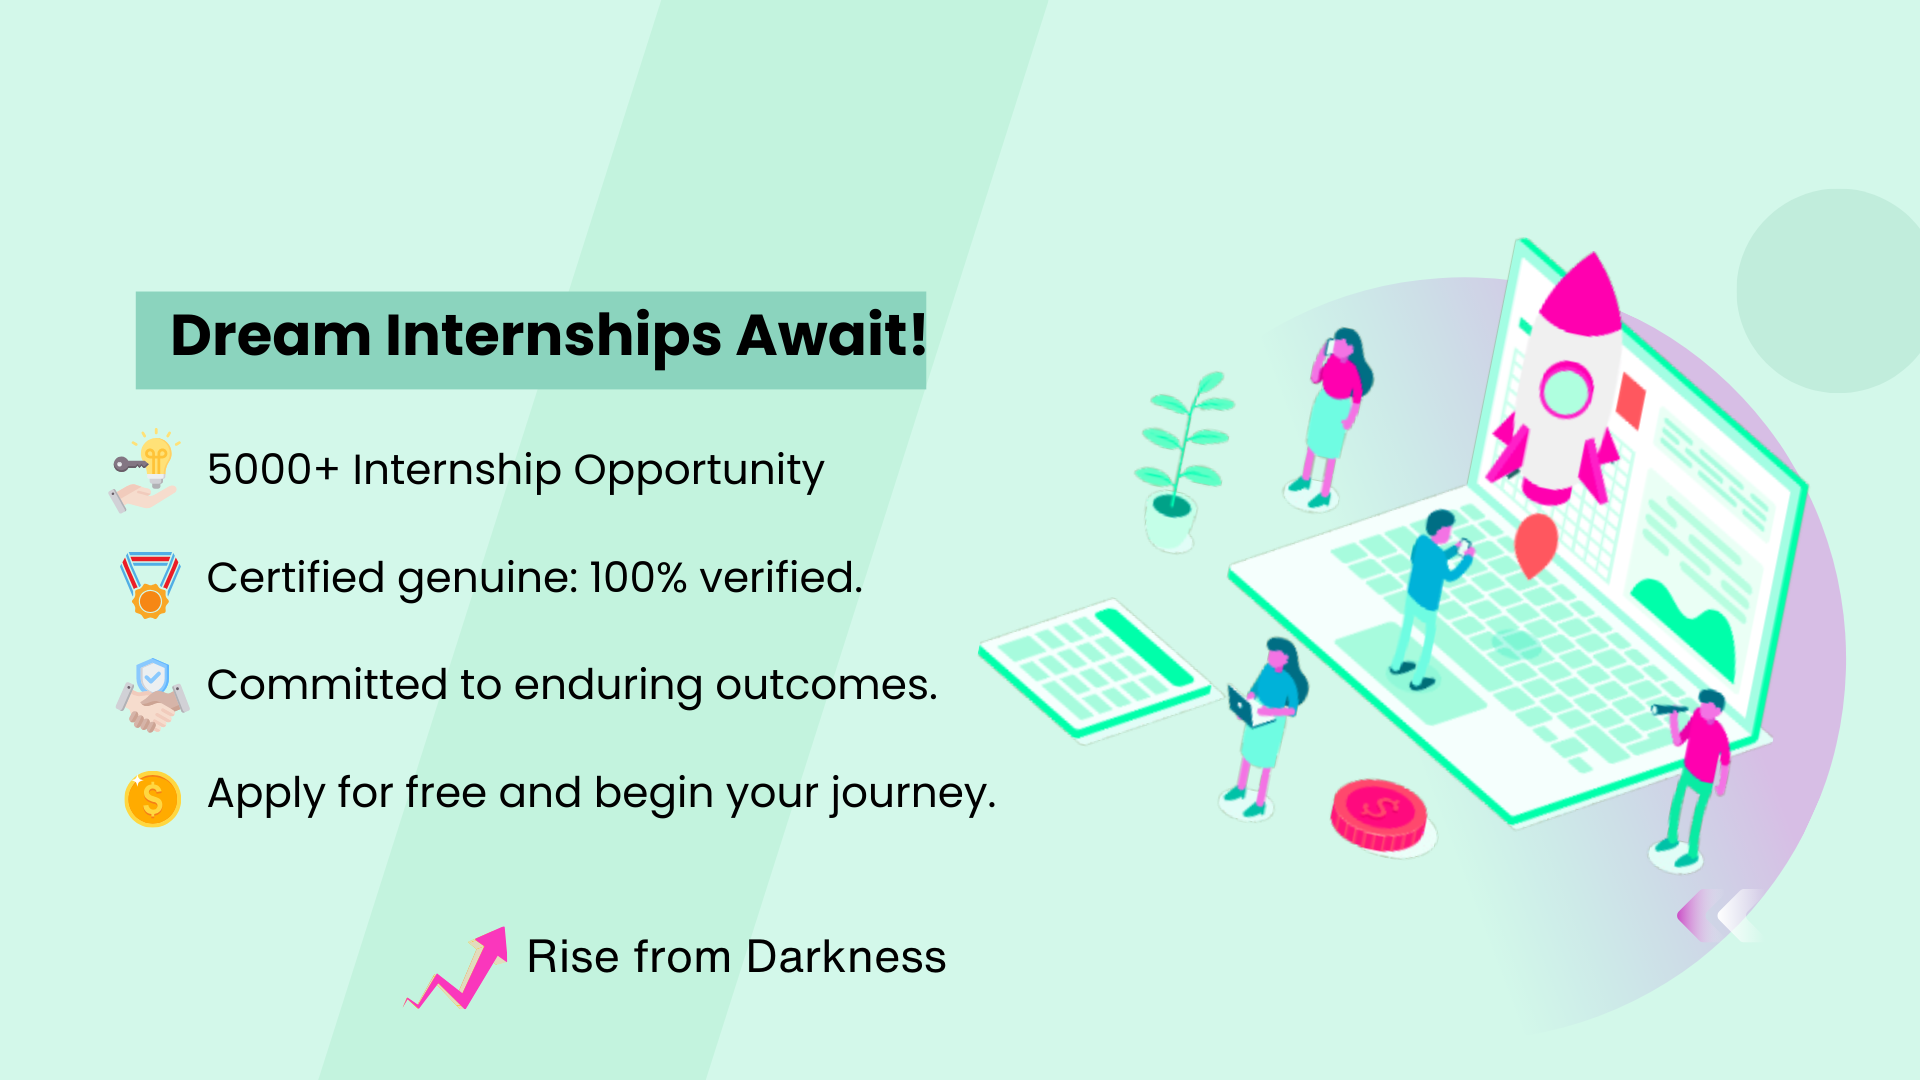 Dream Internships Await!
5000+ Internship Opportunity
Certified genuine: 100% verified.
Committed to enduring outcomes.
Apply for free and begin your journey.
Rise from Darkness